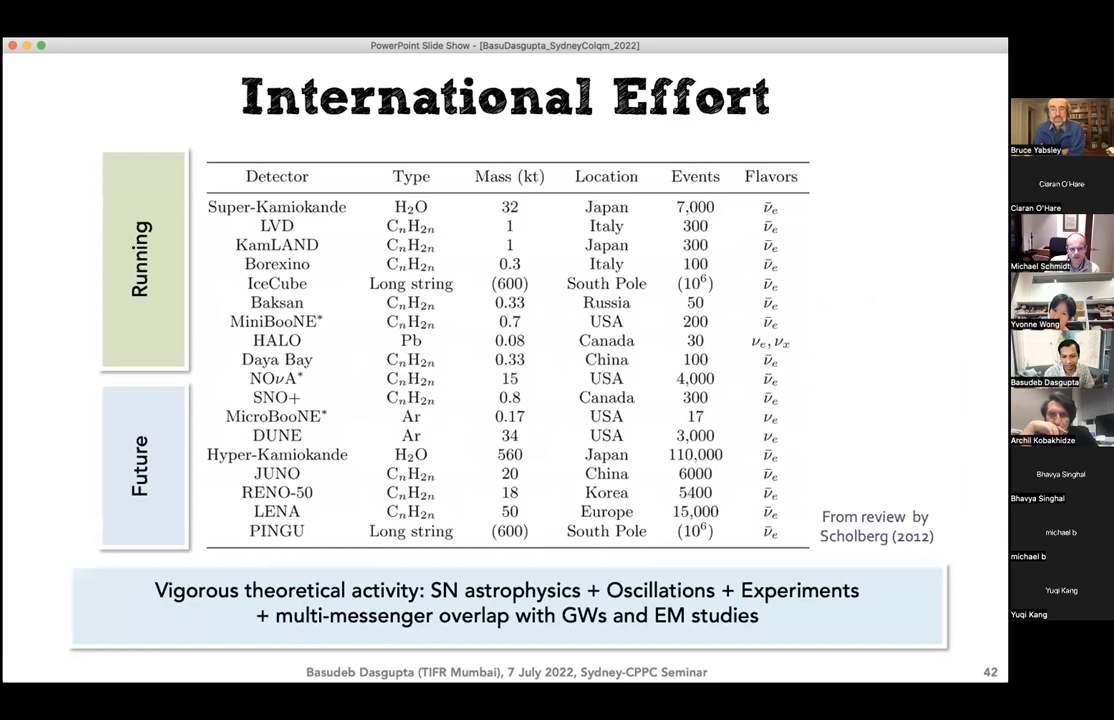 PowerPoint Slide Show - [BasuDasgupta_SydneyColqm_2022]
International Effort
Running
Future
Detector Type Mass (kt) Location Events Flavors
Super-Kamiokande H₂O 32 Japan 7,000 ν̄ₑ
LVD CₙH₂ₙ 1 Italy 300 ν̄ₑ
KamLAND CₙH₂ₙ 1 Japan 300 ν̄ₑ
Borexino CₙH₂ₙ 0.3 Italy 100 ν̄ₑ
IceCube Long string (600) South Pole (10⁶) ν̄ₑ
Baksan CₙH₂ₙ 0.33 Russia 50 ν̄ₑ
MiniBooNE* CₙH₂ₙ 0.7 USA 200 ν̄ₑ
HALO Pb 0.08 Canada 30 νₑ, νₓ
Daya Bay CₙH₂ₙ 0.33 China 100 ν̄ₑ
NOνA* CₙH₂ₙ 15 USA 4,000 ν̄ₑ
SNO+ CₙH₂ₙ 0.8 Canada 300 ν̄ₑ
MicroBooNE* Ar 0.17 USA 17 νₑ
DUNE Ar 34 USA 3,000 νₑ
Hyper-Kamiokande H₂O 560 Japan 110,000 ν̄ₑ
JUNO CₙH₂ₙ 20 China 6000 ν̄ₑ
RENO-50 CₙH₂ₙ 18 Korea 5400 ν̄ₑ
LENA CₙH₂ₙ 50 Europe 15,000 ν̄ₑ
PINGU Long string (600) South Pole (10⁶) ν̄ₑ
From review by
Scholberg (2012)
Vigorous theoretical activity: SN astrophysics + Oscillations + Experiments
+ multi-messenger overlap with GWs and EM studies
Basudeb Dasgupta (TIFR Mumbai), 7 July 2022, Sydney-CPPC Seminar
42
Bruce Yabsley
Ciaran O'Hare
Ciaran O'Hare
Michael Schmidt
Yvonne Wong
Basudeb Dasgupta
Archil Kobakhidze
Bhavya Singhal
Bhavya Singhal
michael b
michael b
Yuqi Kang
Yuqi Kang